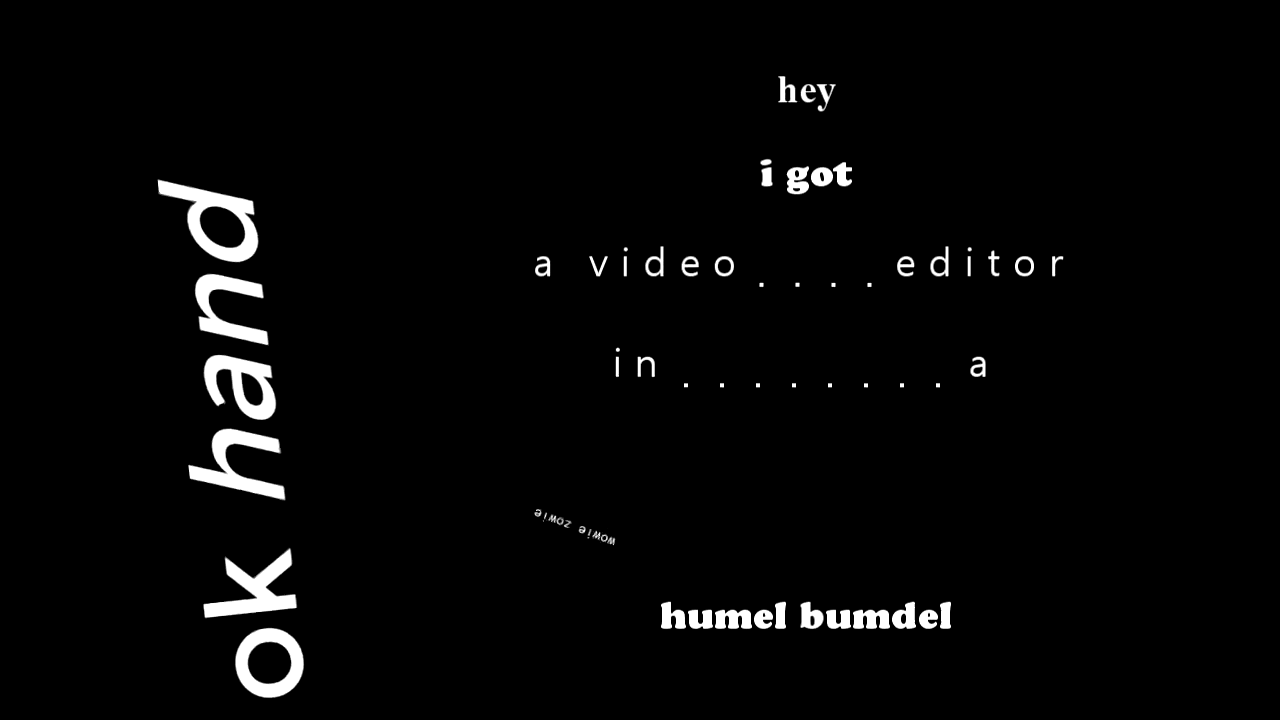 hey
i got
a video....editor
in........a
wowie zowie
humel bumdel
ok hand